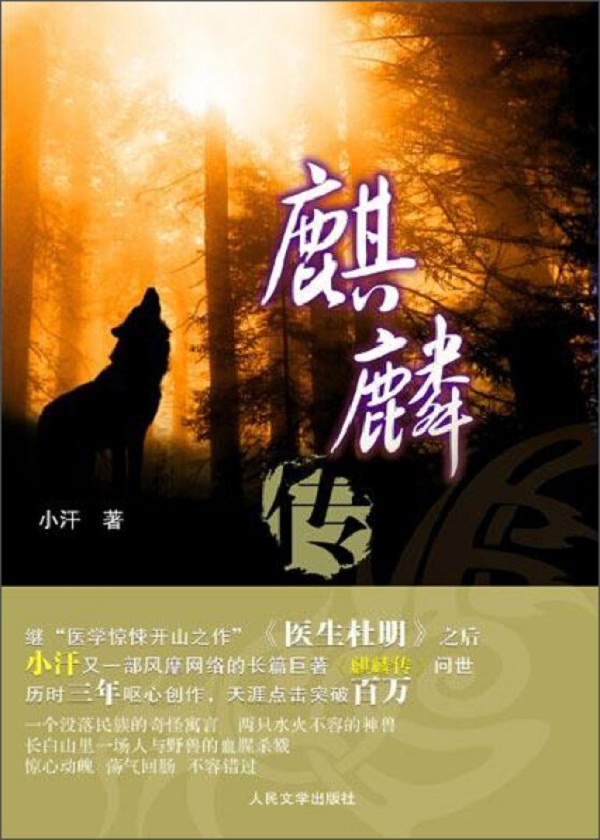 麒
麟
传
小汗 著
继“医学惊悚开山之作”《医生杜明》之后
小汗又一部风靡网络的长篇巨著《麒麟传》问世
历时三年呕心创作，天涯点击突破百万
一个没落民族的奇怪寓言 两只水火不容的神兽
长白山里一场人与野兽的血腥杀戮
惊心动魄 荡气回肠 不容错过
人民文学出版社